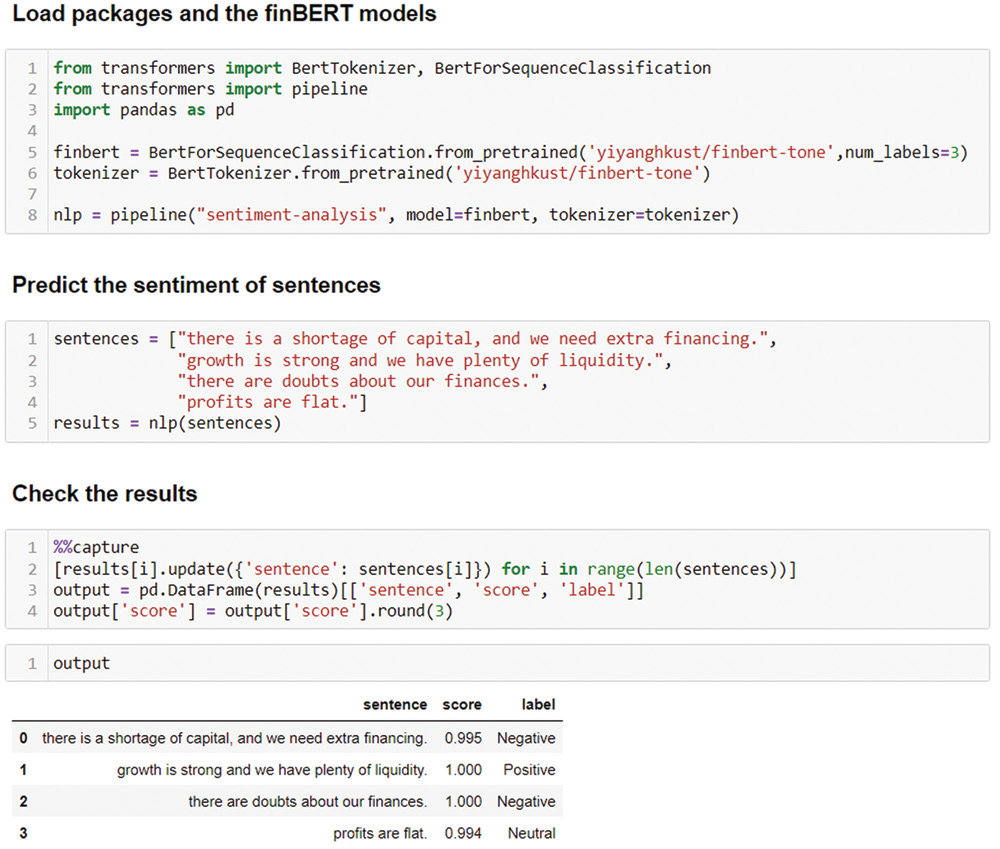 Load packages and the finBERT models
1 from transformers import BertTokenizer, BertForSequenceClassification
2 from transformers import pipeline
3 import pandas as pd
4
5 finbert = BertForSequenceClassification.from_pretrained('yiyanghkust/finbert-tone',num_labels=3)
6 tokenizer = BertTokenizer.from_pretrained('yiyanghkust/finbert-tone')
7
8 nlp = pipeline("sentiment-analysis", model=finbert, tokenizer=tokenizer)
Predict the sentiment of sentences
1 sentences = ["there is a shortage of capital, and we need extra financing.",
2 "growth is strong and we have plenty of liquidity.",
3 "there are doubts about our finances.",
4 "profits are flat."]
5 results = nlp(sentences)
Check the results
1 %%capture
2 [results[i].update({'sentence': sentences[i]}) for i in range(len(sentences))]
3 output = pd.DataFrame(results)[['sentence', 'score', 'label']]
4 output['score'] = output['score'].round(3)
1 output
sentence score label
0 there is a shortage of capital, and we need extra financing. 0.995 Negative
1 growth is strong and we have plenty of liquidity. 1.000 Positive
2 there are doubts about our finances. 1.000 Negative
3 profits are flat. 0.994 Neutral